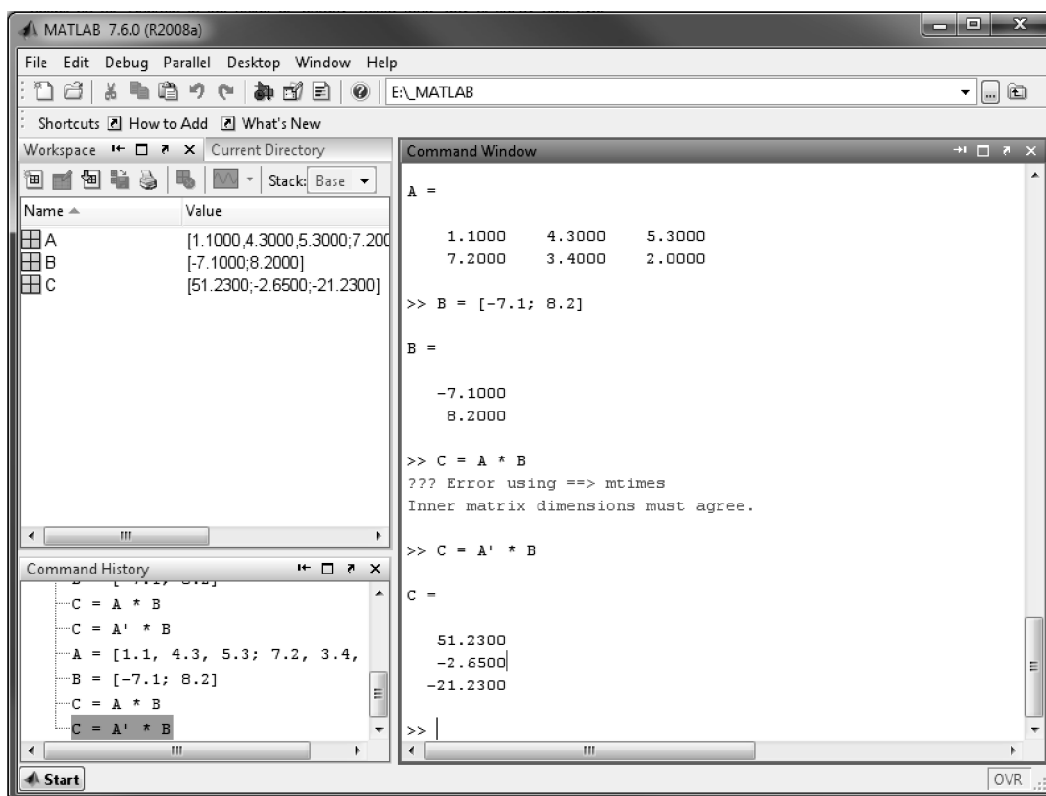 MATLAB 7.6.0 (R2008a)
File Edit Debug Parallel Desktop Window Help
E:\_MATLAB
Shortcuts How to Add What's New
Workspace
Current Directory
Stack: Base
Name Value
A [1.1000,4.3000,5.3000;7.200
B [-7.1000;8.2000]
C [51.2300;-2.6500;-21.2300]
Command History
C = A * B
C = A' * B
A = [1.1, 4.3, 5.3; 7.2, 3.4,
B = [-7.1; 8.2]
C = A * B
C = A' * B
Command Window
A =
1.1000 4.3000 5.3000
7.2000 3.4000 2.0000
>> B = [-7.1; 8.2]
B =
-7.1000
8.2000
>> C = A * B
??? Error using ==> mtimes
Inner matrix dimensions must agree.
>> C = A' * B
C =
51.2300
-2.6500
-21.2300
>>
Start
OVR